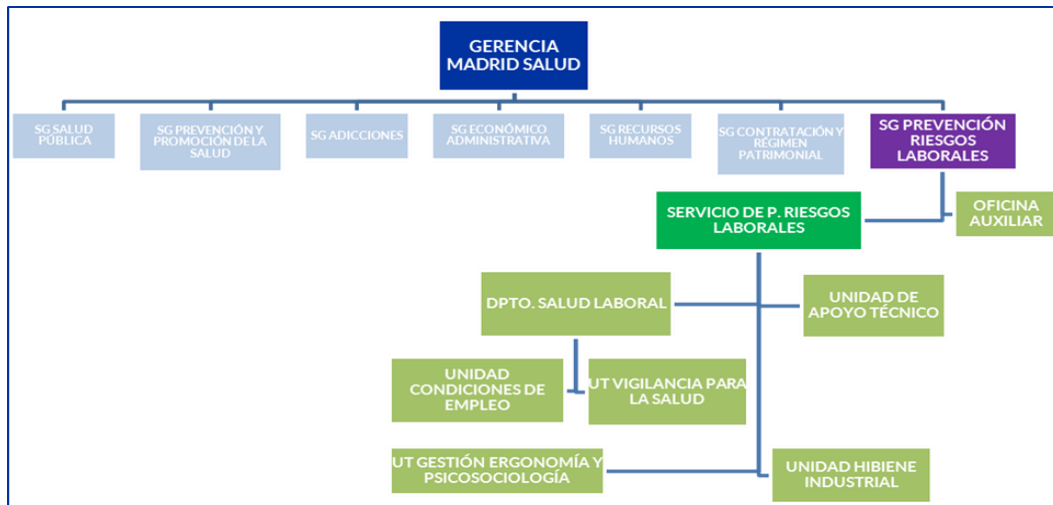 GERENCIA
MADRID SALUD
SG SALUD
PÚBLICA
SG PREVENCIÓN Y
PROMOCIÓN DE LA
SALUD
SG ADICCIONES
SG ECONÓMICO
ADMINISTRATIVA
SG RECURSOS
HUMANOS
SG CONTRATACIÓN Y
RÉGIMEN
PATRIMONIAL
SG PREVENCIÓN
RIESGOS
LABORALES
SERVICIO DE P. RIESGOS
LABORALES
OFICINA
AUXILIAR
DPTO. SALUD LABORAL
UNIDAD DE
APOYO TÉCNICO
UNIDAD
CONDICIONES DE
EMPLEO
UT VIGILANCIA PARA
LA SALUD
UT GESTIÓN ERGONOMÍA Y
PSICOSOCIOLOGÍA
UNIDAD HIBIENE
INDUSTRIAL